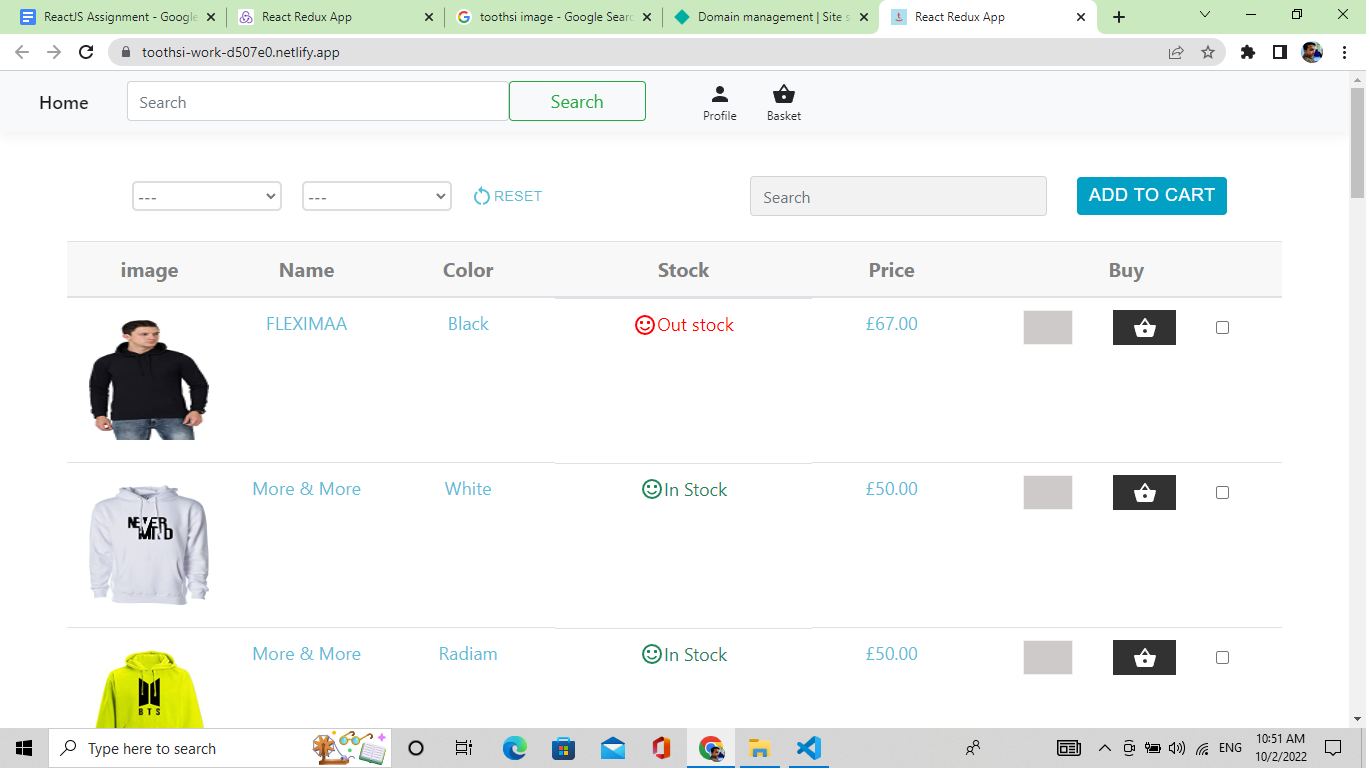 ReactJS Assignment - Google
React Redux App
toothsi image - Google Sear
Domain management | Site s
React Redux App
toothsi-work-d507e0.netlify.app
Home
Search
Search
Profile
Basket
---
---
RESET
Search
ADD TO CART
image Name Color Stock Price Buy
FLEXIMAA Black Out stock £67.00
More & More White In Stock £50.00
NEVER
MIND
More & More Radiam In Stock £50.00
BTS
Type here to search
ENG
10:51 AM
10/2/2022